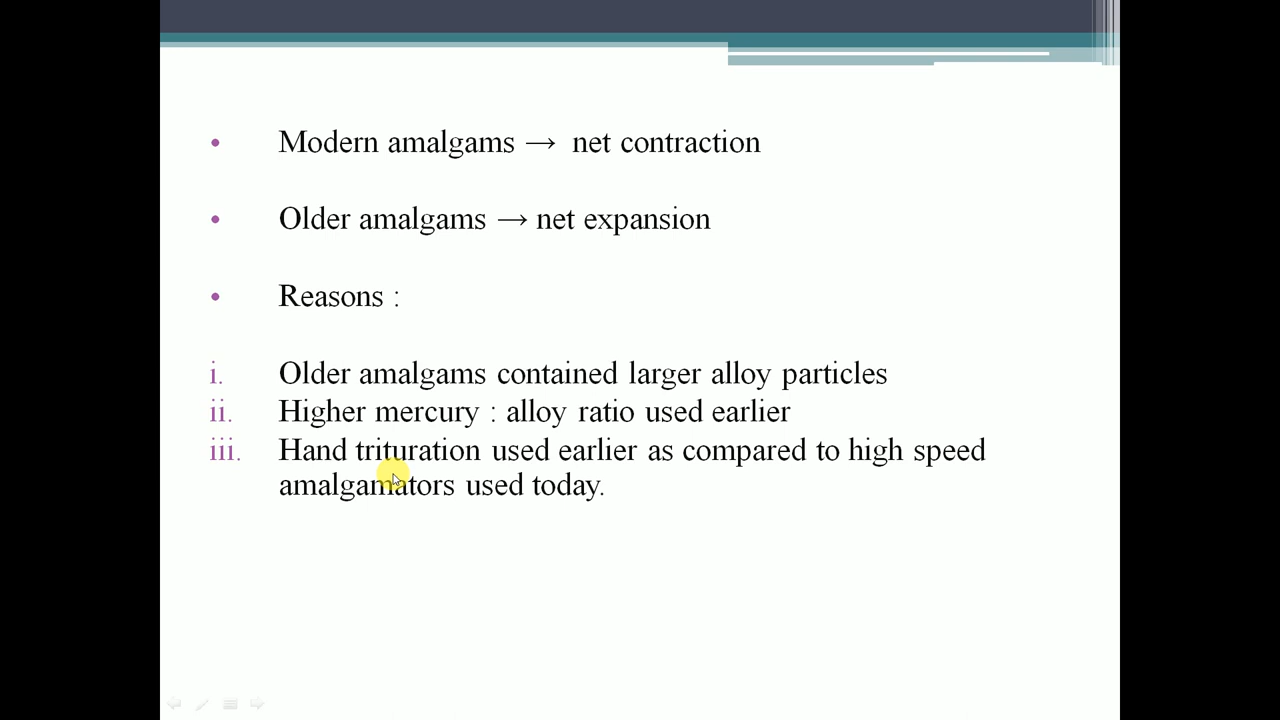 • Modern amalgams → net contraction
• Older amalgams → net expansion
• Reasons :
i. Older amalgams contained larger alloy particles
ii. Higher mercury : alloy ratio used earlier
iii. Hand trituration used earlier as compared to high speed
amalgamators used today.